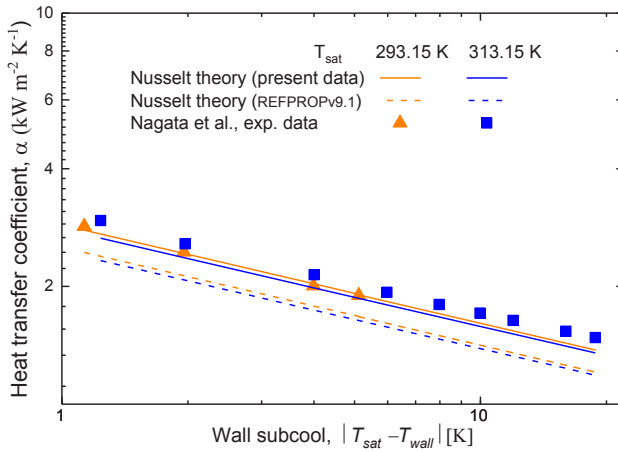 10
8
6
4
2
1
10
Heat transfer coefficient, α (kW m⁻² K⁻¹)
T_sat 293.15 K 313.15 K
Nusselt theory (present data)
Nusselt theory (REFPROPv9.1)
Nagata et al., exp. data
Wall subcool, |T_sat –T_wall| [K]